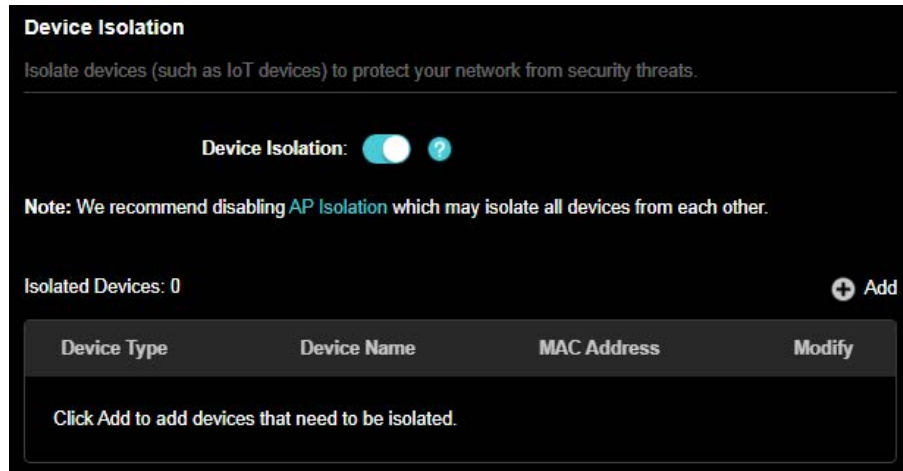 Device Isolation
Isolate devices (such as IoT devices) to protect your network from security threats.
Device Isolation: ?
Note: We recommend disabling AP Isolation which may isolate all devices from each other.
Isolated Devices: 0 Add
Device Type Device Name MAC Address Modify
Click Add to add devices that need to be isolated.